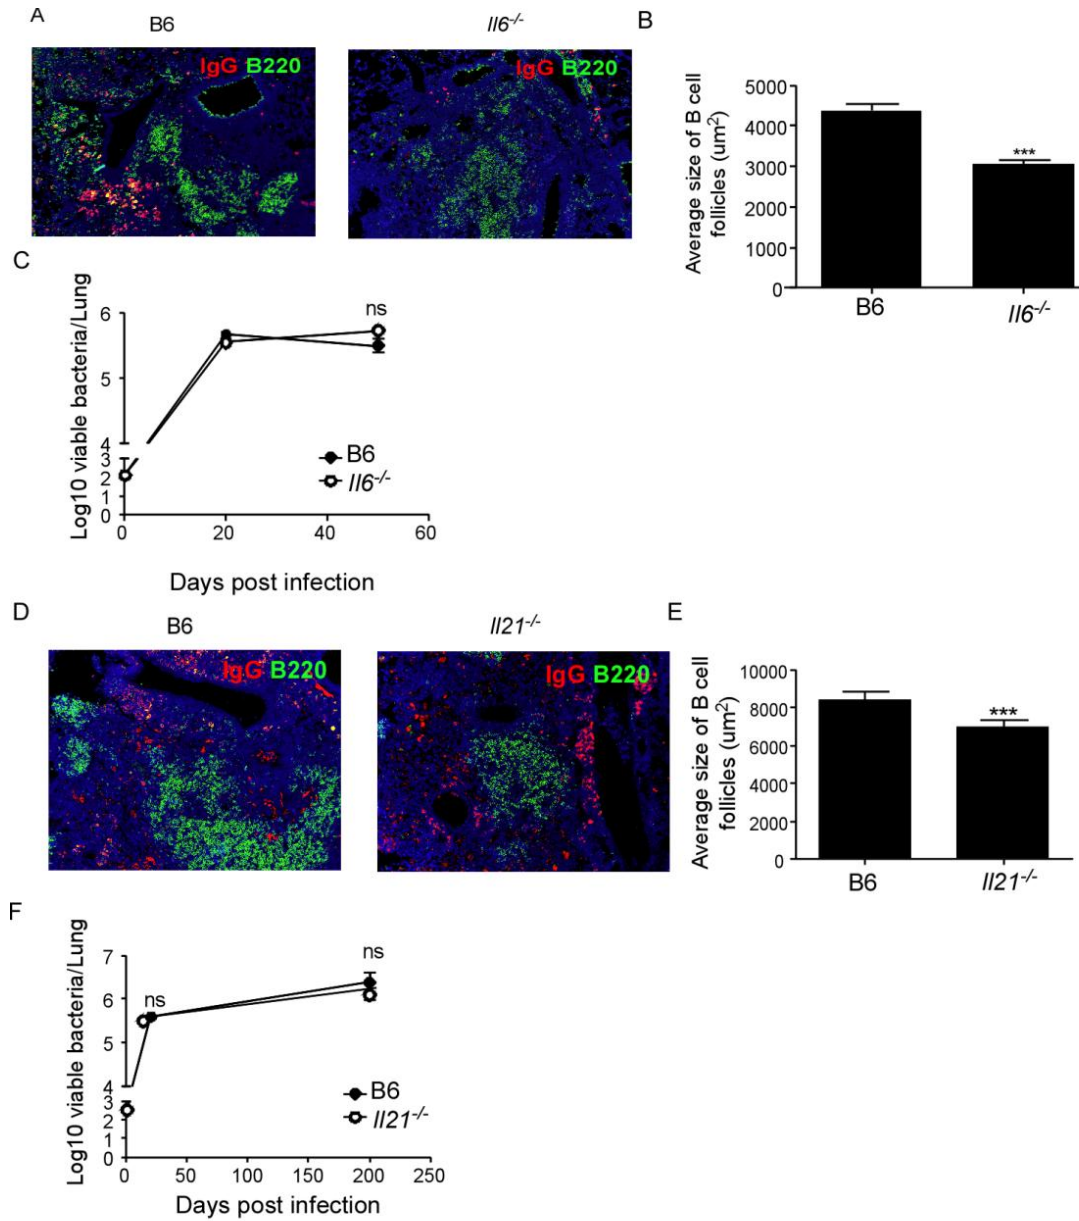 A
B6
Il6-/-
IgG B220
IgG B220
B
Average size of B cell
follicles (um2)
5000
4000
3000
2000
1000
0
***
B6
Il6-/-
C
Log10 viable bacteria/Lung
6
5
4
3
2
1
0
ns
B6
Il6-/-
0 20 40 60
Days post infection
D
B6
Il21-/-
IgG B220
IgG B220
E
Average size of B cell
follicles (um2)
10000
8000
6000
4000
2000
0
***
B6
Il21-/-
F
Log10 viable bacteria/Lung
7
6
5
4
3
2
1
0
ns
ns
B6
Il21-/-
0 50 100 150 200 250
Days post infection